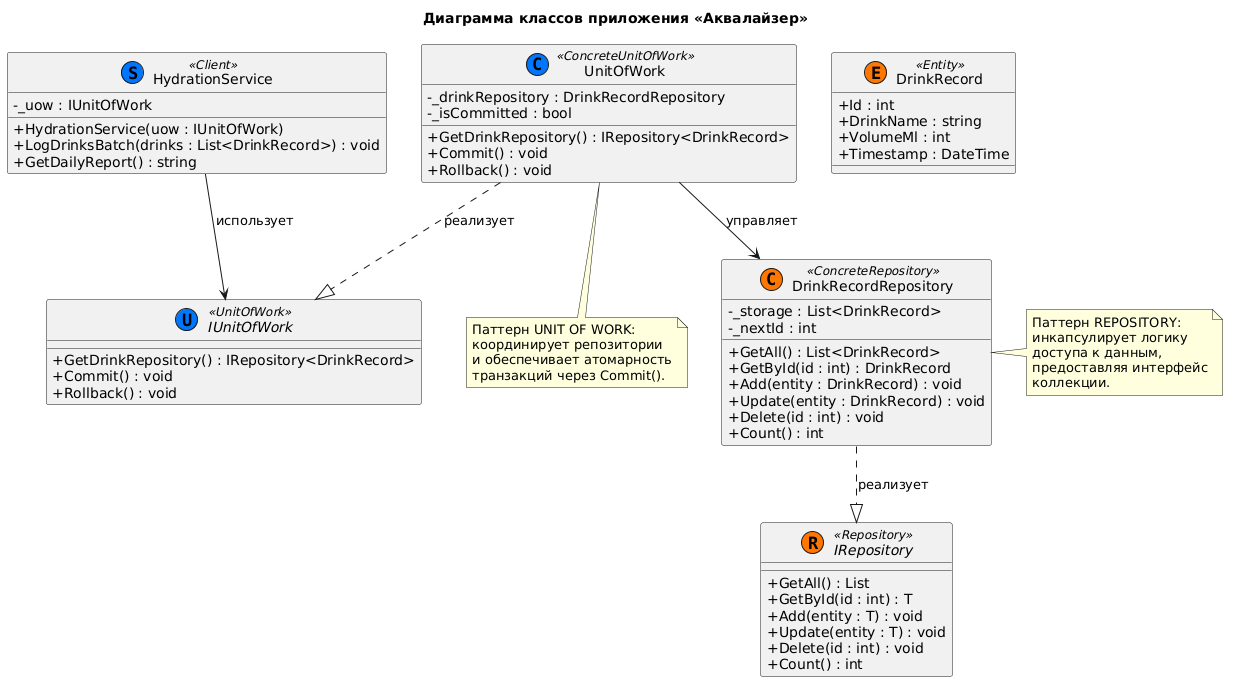 Диаграмма классов приложения «Аквалайзер»
S
«Client»
HydrationService
-_uow : IUnitOfWork
+HydrationService(uow : IUnitOfWork)
+LogDrinksBatch(drinks : List<DrinkRecord>) : void
+GetDailyReport() : string
C
«ConcreteUnitOfWork»
UnitOfWork
-_drinkRepository : DrinkRecordRepository
-_isCommitted : bool
+GetDrinkRepository() : IRepository<DrinkRecord>
+Commit() : void
+Rollback() : void
E
«Entity»
DrinkRecord
+Id : int
+DrinkName : string
+VolumeMl : int
+Timestamp : DateTime
использует
реализует
управляет
U
«UnitOfWork»
IUnitOfWork
+GetDrinkRepository() : IRepository<DrinkRecord>
+Commit() : void
+Rollback() : void
Паттерн UNIT OF WORK:
координирует репозитории
и обеспечивает атомарность
транзакций через Commit().
C
«ConcreteRepository»
DrinkRecordRepository
-_storage : List<DrinkRecord>
-_nextId : int
+GetAll() : List<DrinkRecord>
+GetById(id : int) : DrinkRecord
+Add(entity : DrinkRecord) : void
+Update(entity : DrinkRecord) : void
+Delete(id : int) : void
+Count() : int
Паттерн REPOSITORY:
инкапсулирует логику
доступа к данным,
предоставляя интерфейс
коллекции.
реализует
R
«Repository»
IRepository
+GetAll() : List
+GetById(id : int) : T
+Add(entity : T) : void
+Update(entity : T) : void
+Delete(id : int) : void
+Count() : int